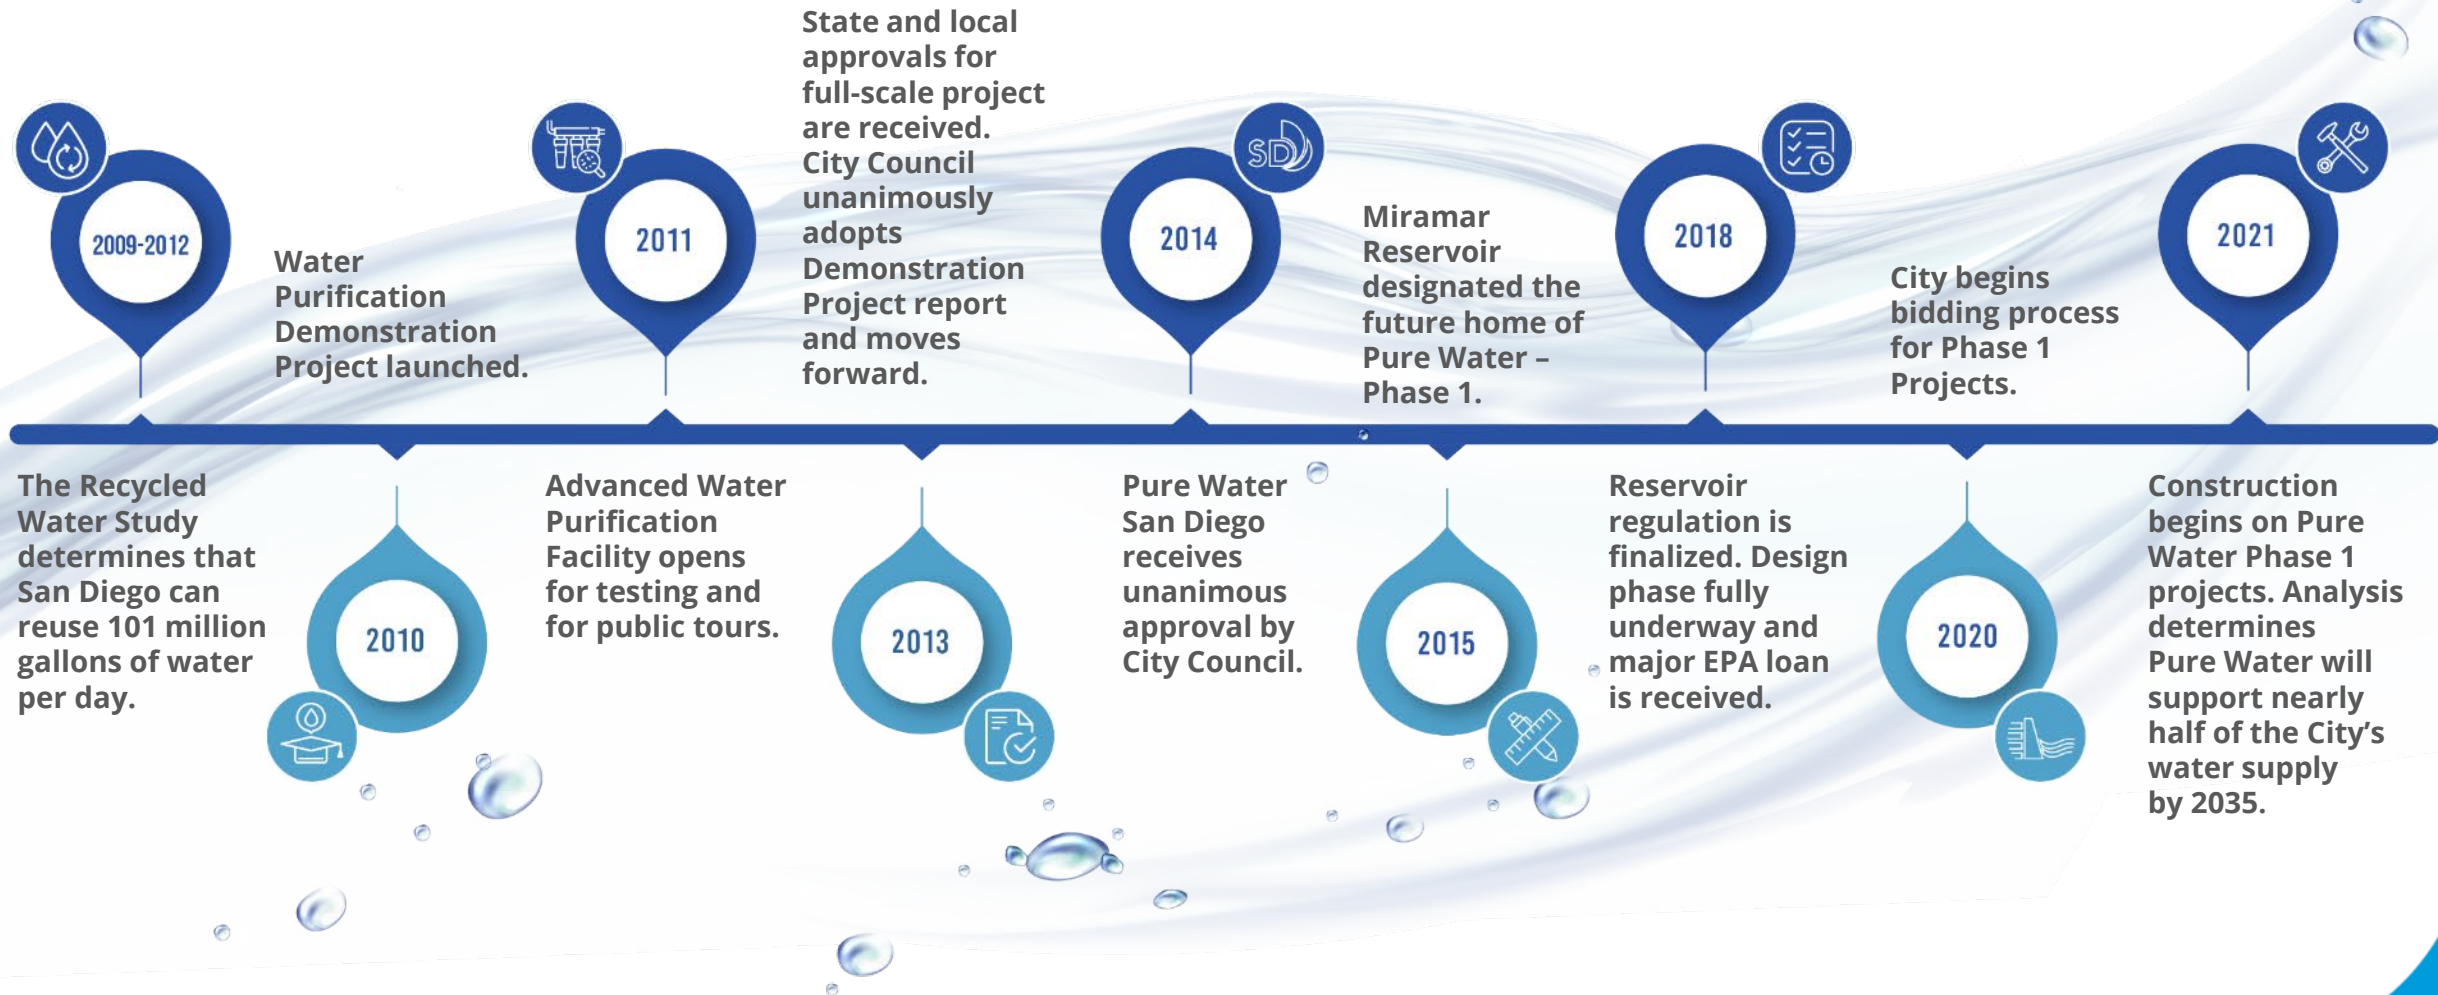 2009-2012
The Recycled
Water Study
determines that
San Diego can
reuse 101 million
gallons of water
per day.
Water
Purification
Demonstration
Project launched.
2010
2011
Advanced Water
Purification
Facility opens
for testing and
for public tours.
State and local
approvals for
full-scale project
are received.
City Council
unanimously
adopts
Demonstration
Project report
and moves
forward.
2013
SD
2014
Pure Water
San Diego
receives
unanimous
approval by
City Council.
Miramar
Reservoir
designated the
future home of
Pure Water –
Phase 1.
2015
2018
Reservoir
regulation is
finalized. Design
phase fully
underway and
major EPA loan
is received.
City begins
bidding process
for Phase 1
Projects.
2020
2021
Construction
begins on Pure
Water Phase 1
projects. Analysis
determines
Pure Water will
support nearly
half of the City’s
water supply
by 2035.